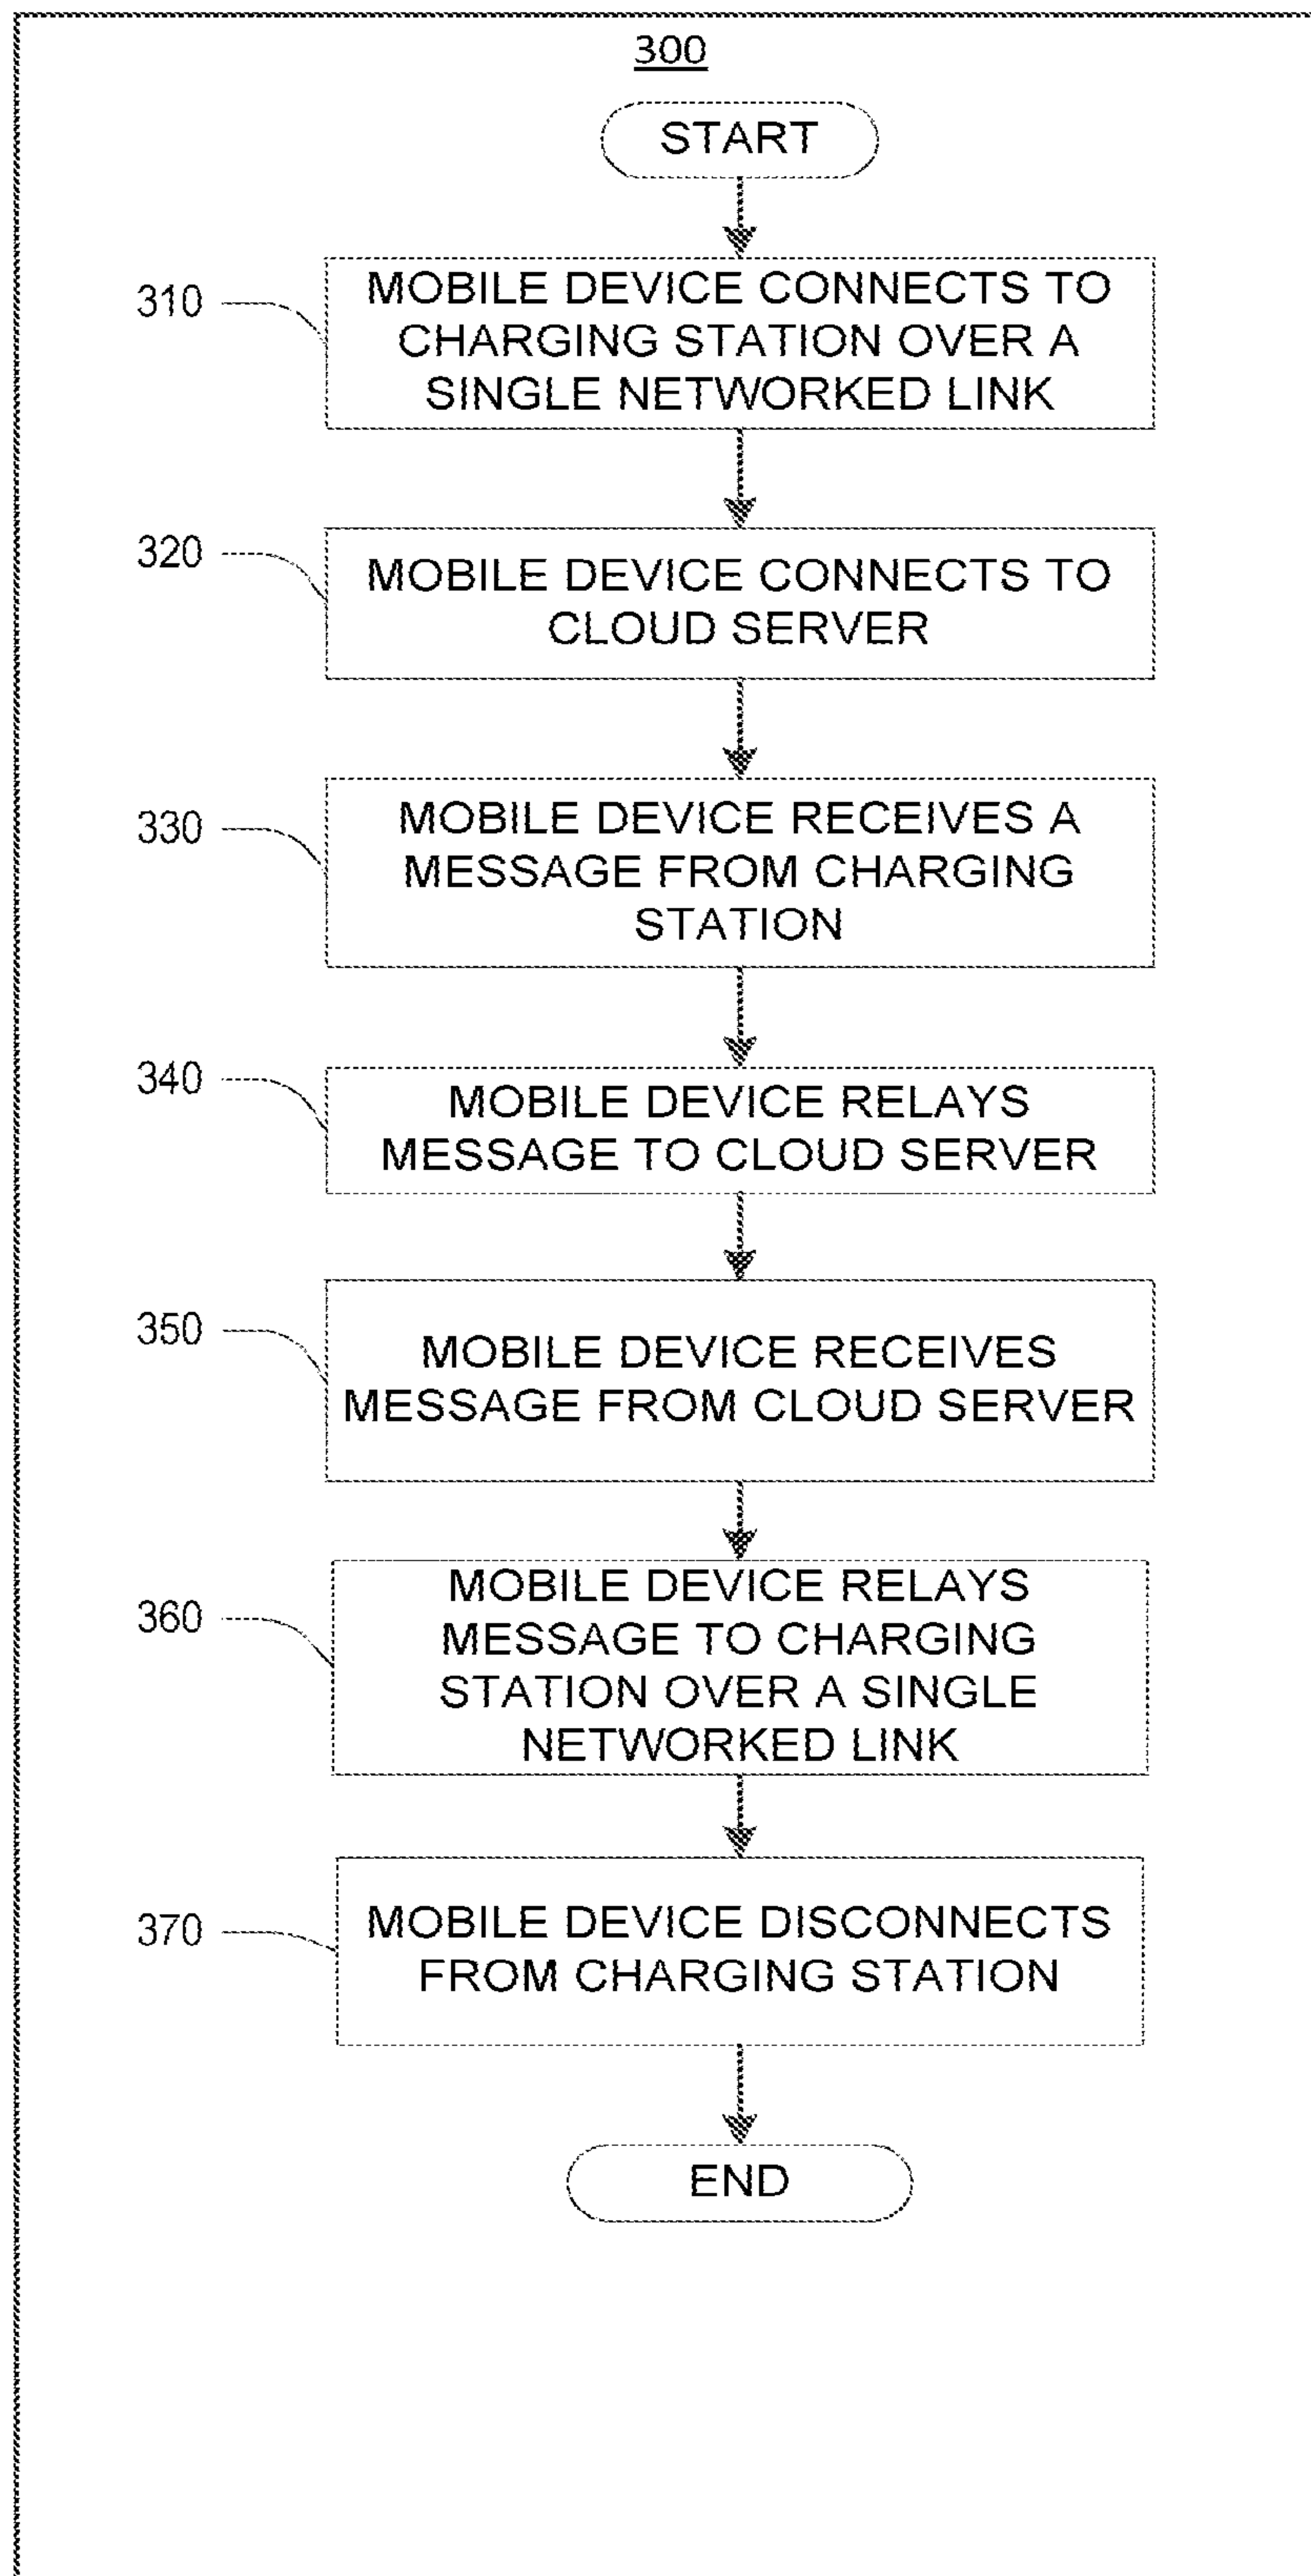 300
START
310
MOBILE DEVICE CONNECTS TO
CHARGING STATION OVER A
SINGLE NETWORKED LINK
320
MOBILE DEVICE CONNECTS TO
CLOUD SERVER
330
MOBILE DEVICE RECEIVES A
MESSAGE FROM CHARGING
STATION
340
MOBILE DEVICE RELAYS
MESSAGE TO CLOUD SERVER
350
MOBILE DEVICE RECEIVES
MESSAGE FROM CLOUD SERVER
360
MOBILE DEVICE RELAYS
MESSAGE TO CHARGING
STATION OVER A SINGLE
NETWORKED LINK
370
MOBILE DEVICE DISCONNECTS
FROM CHARGING STATION
END